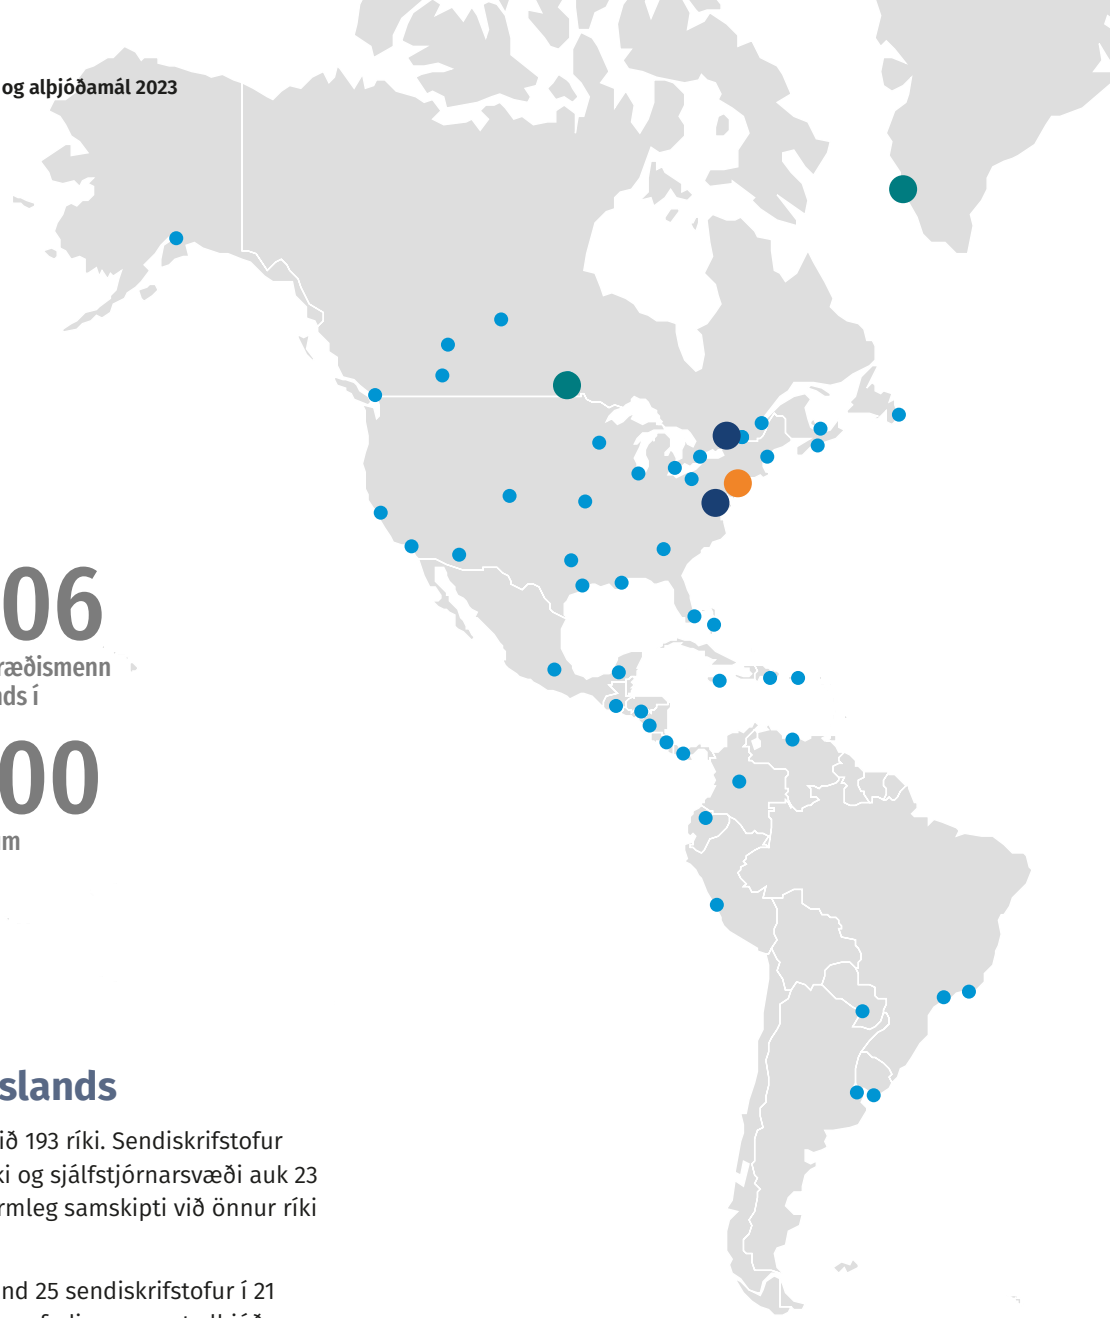 og alþjóðamál 2023
06
ræðismenn
nds í
00
um
slands
ið 193 ríki. Sendiskrifstofur
ki og sjálfstjórnarsvæði auk 23
rmleg samskipti við önnur ríki
nd 25 sendiskrifstofur í 21